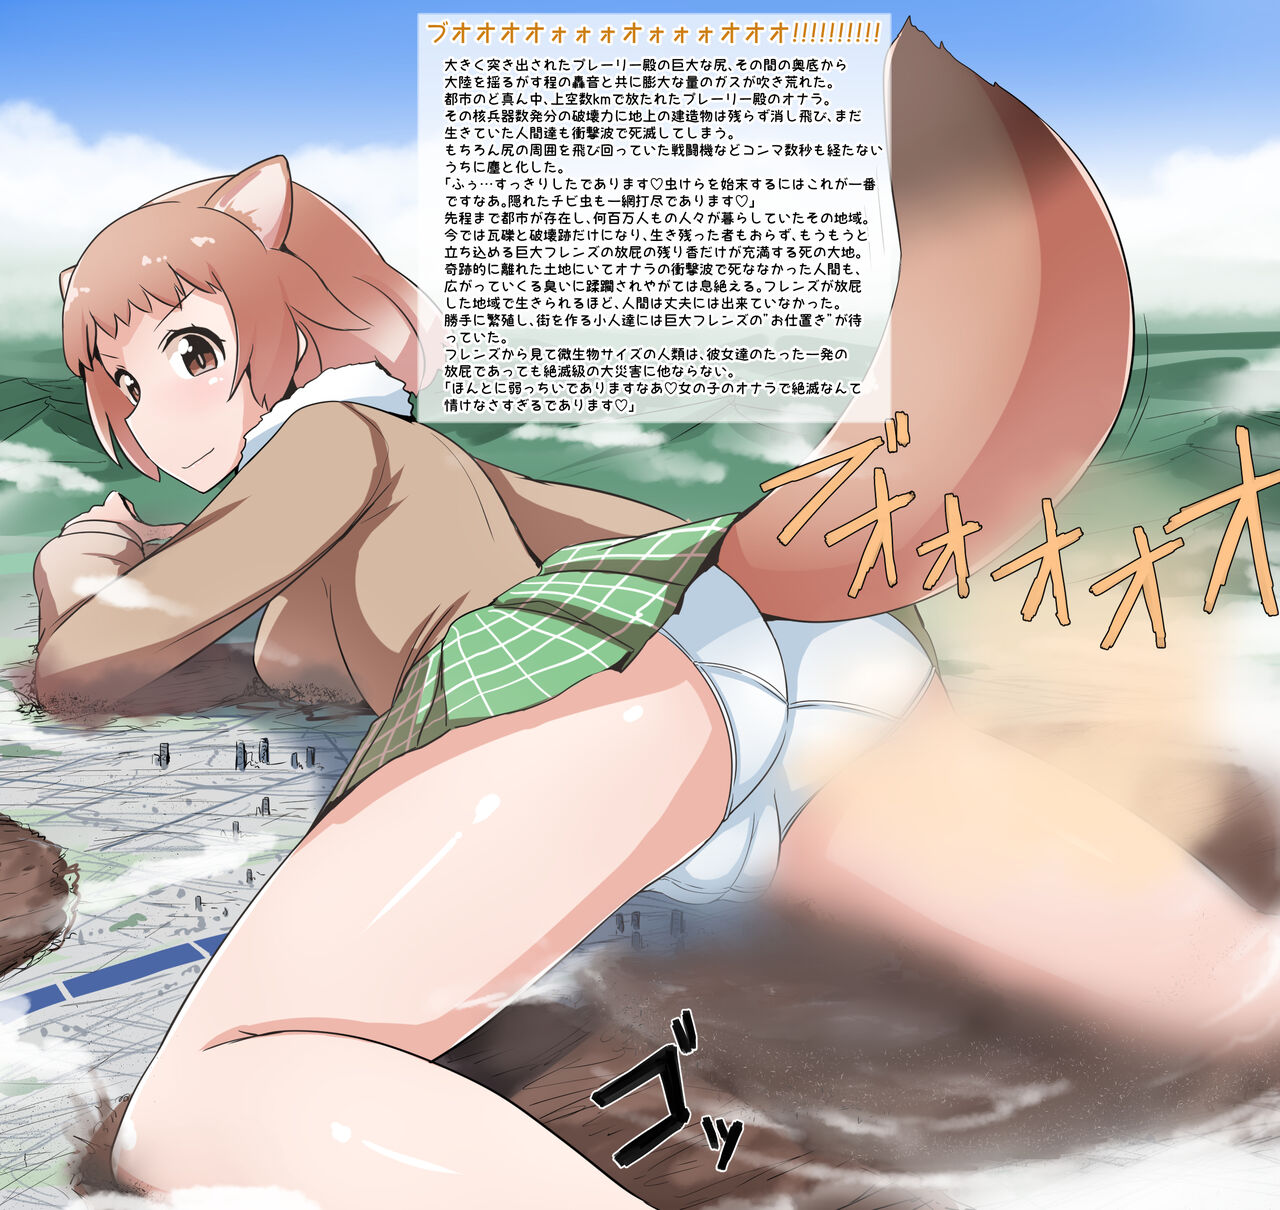 ブオオオオォォォオォォォオオオ!!!!!!!!!!
大きく突き出されたプレーリー殿の巨大な尻、その間の奥底から
大陸を揺るがす程の轟音と共に膨大な量のガスが吹き荒れた。
都市のど真ん中、上空数kmで放たれたプレーリー殿のオナラ。
その核兵器数発分の破壊力に地上の建造物は残らず消し飛び、まだ
生きていた人間達も衝撃波で死滅してしまう。
もちろん尻の周囲を飛び回っていた戦闘機などコンマ数秒も経たない
うちに塵と化した。
「ふぅ…すっきりしたであります♡虫けらを始末するにはこれが一番
ですなあ。隠れたチビ虫も一網打尽であります♡」
先程まで都市が存在し、何百万人もの人々が暮らしていたその地域。
今では瓦礫と破壊跡だけになり、生き残った者もおらず、もうもうと
立ち込める巨大フレンズの放屁の残り香だけが充満する死の大地。
奇跡的に離れた土地にいてオナラの衝撃波で死ななかった人間も、
広がっていくる臭いに蹂躙されやがては息絶える。フレンズが放屁
した地域で生きられるほど、人間は丈夫には出来ていなかった。
勝手に繁殖し、街を作る小人達には巨大フレンズの"お仕置き"が待
っていた。
フレンズから見て微生物サイズの人類は、彼女達のたった一発の
放屁であっても絶滅級の大災害に他ならない。
「ほんとに弱っちいでありますなあ♡女の子のオナラで絶滅なんて
情けなさすぎるであります♡」
ブオォオオオ
ブッ